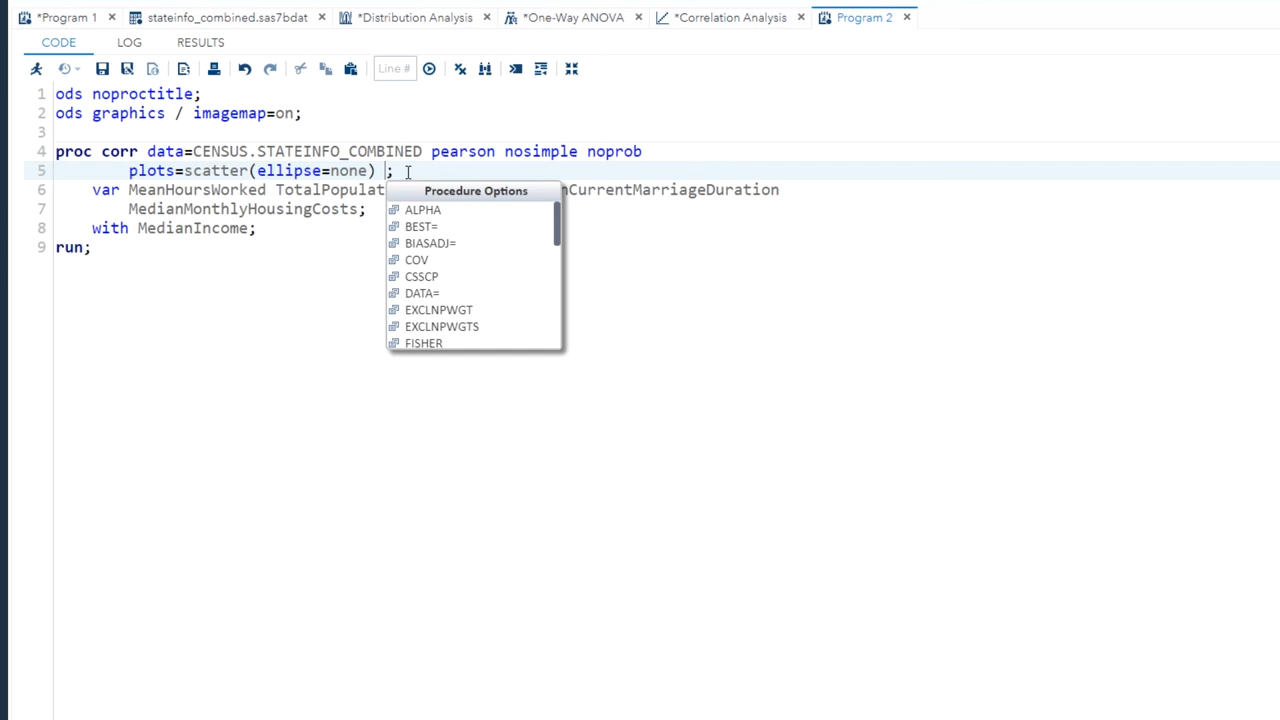 *Program 1 stateinfo_combined.sas7bdat *Distribution Analysis *One-Way ANOVA *Correlation Analysis Program 2
CODE LOG RESULTS
Line #
1 ods noproctitle;
2 ods graphics / imagemap=on;
3
4 proc corr data=CENSUS.STATEINFO_COMBINED pearson nosimple noprob
5 plots=scatter(ellipse=none) ;
6 var MeanHoursWorked TotalPopulat nCurrentMarriageDuration
7 MedianMonthlyHousingCosts;
8 with MedianIncome;
9 run;
Procedure Options
ALPHA
BEST=
BIASADJ=
COV
CSSCP
DATA=
EXCLNPWGT
EXCLNPWGTS
FISHER